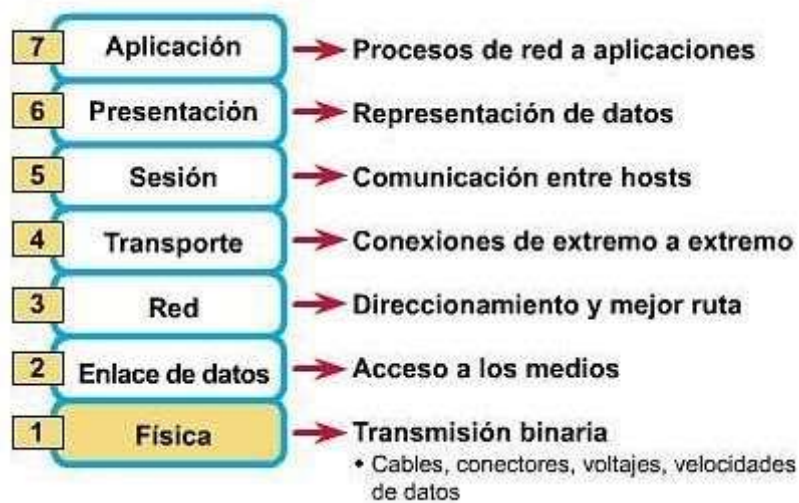 7 Aplicación Procesos de red a aplicaciones
6 Presentación Representación de datos
5 Sesión Comunicación entre hosts
4 Transporte Conexiones de extremo a extremo
3 Red Direccionamiento y mejor ruta
2 Enlace de datos Acceso a los medios
1 Física Transmisión binaria
• Cables, conectores, voltajes, velocidades
de datos